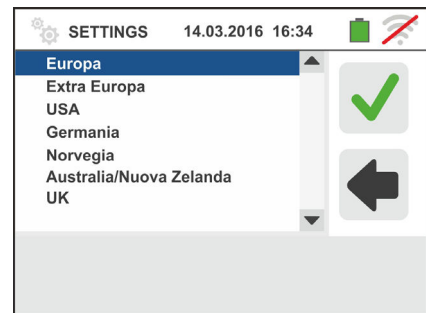 SETTINGS 14.03.2016 16:34
Europa
Extra Europa
USA
Germania
Norvegia
Australia/Nuova Zelanda
UK